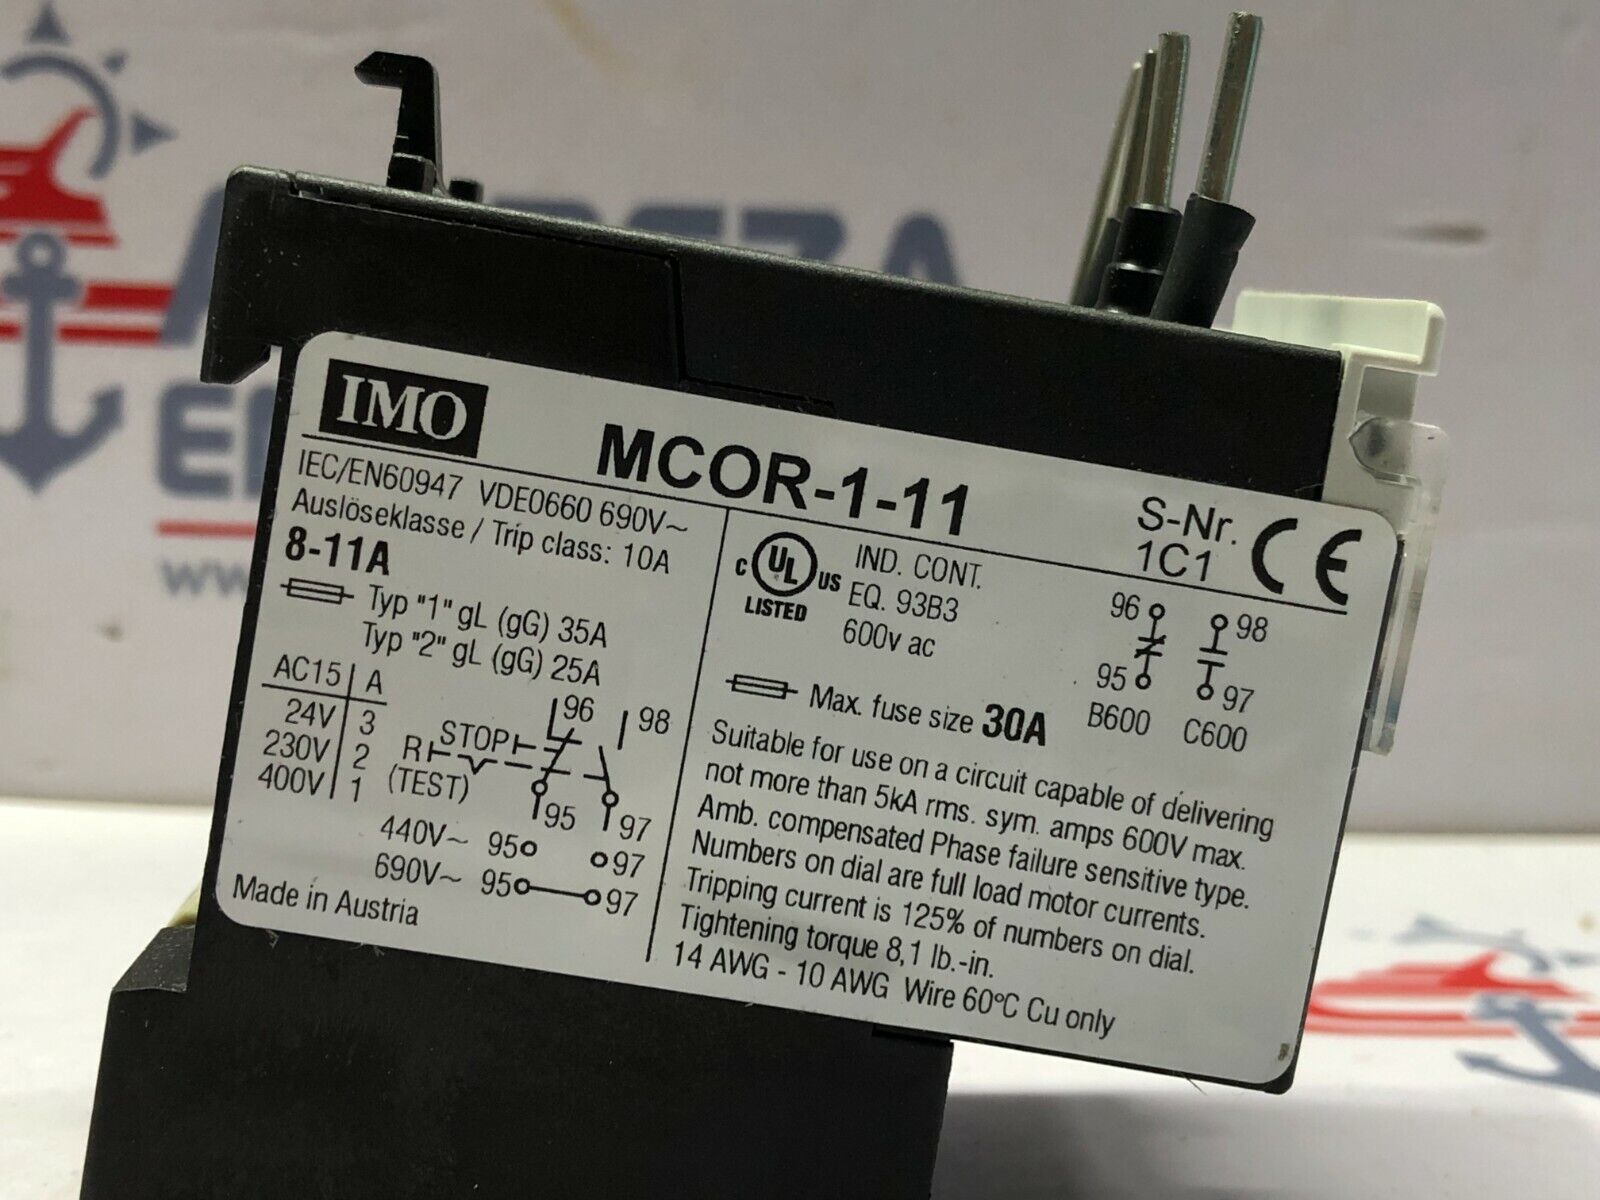 IMO
MCOR-1-11
S-Nr.
1C1
CE
IEC/EN60947 VDE0660 690V~
Auslöseklasse / Trip class: 10A
8-11A
Typ "1" gL (gG) 35A
Typ "2" gL (gG) 25A
AC15 A
24V 3
230V 2
400V 1
STOP
R
(TEST)
96
98
95
97
440V~ 95 97
690V~ 95 97
Made in Austria
C UL US
LISTED
IND. CONT.
EQ. 93B3
600v ac
96
98
95
97
B600 C600
Max. fuse size 30A
Suitable for use on a circuit capable of delivering
not more than 5kA rms. sym. amps 600V max.
Amb. compensated Phase failure sensitive type.
Numbers on dial are full load motor currents.
Tripping current is 125% of numbers on dial.
Tightening torque 8,1 lb.-in.
14 AWG - 10 AWG Wire 60°C Cu only